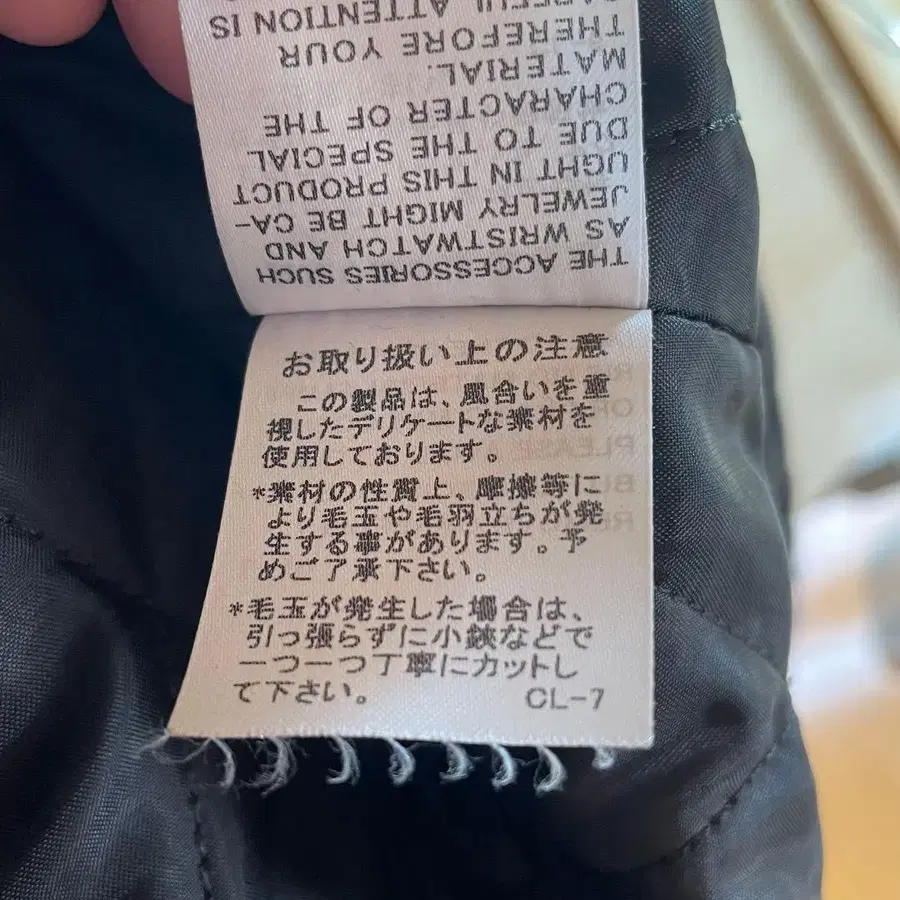 THE ACCESSORIES SUCH
AS WRISTWATCH AND
JEWELRY MIGHT BE CA-
UGHT IN THIS PRODUCT
DUE TO THE SPECIAL
CHARACTER OF THE
MATERIAL.
THEREFORE YOUR
CAREFUL ATTENTION IS
お取り扱い上の注意
この製品は、風合いを重
視したデリケートな素材を
使用しております。
*素材の性質上、摩擦等に
より毛玉や毛羽立ちが発
生する事があります。予
めご了承下さい。
*毛玉が発生した場合は、
引っ張らずに小鋏などで
一つ一つ丁寧にカットし
て下さい。 CL-7